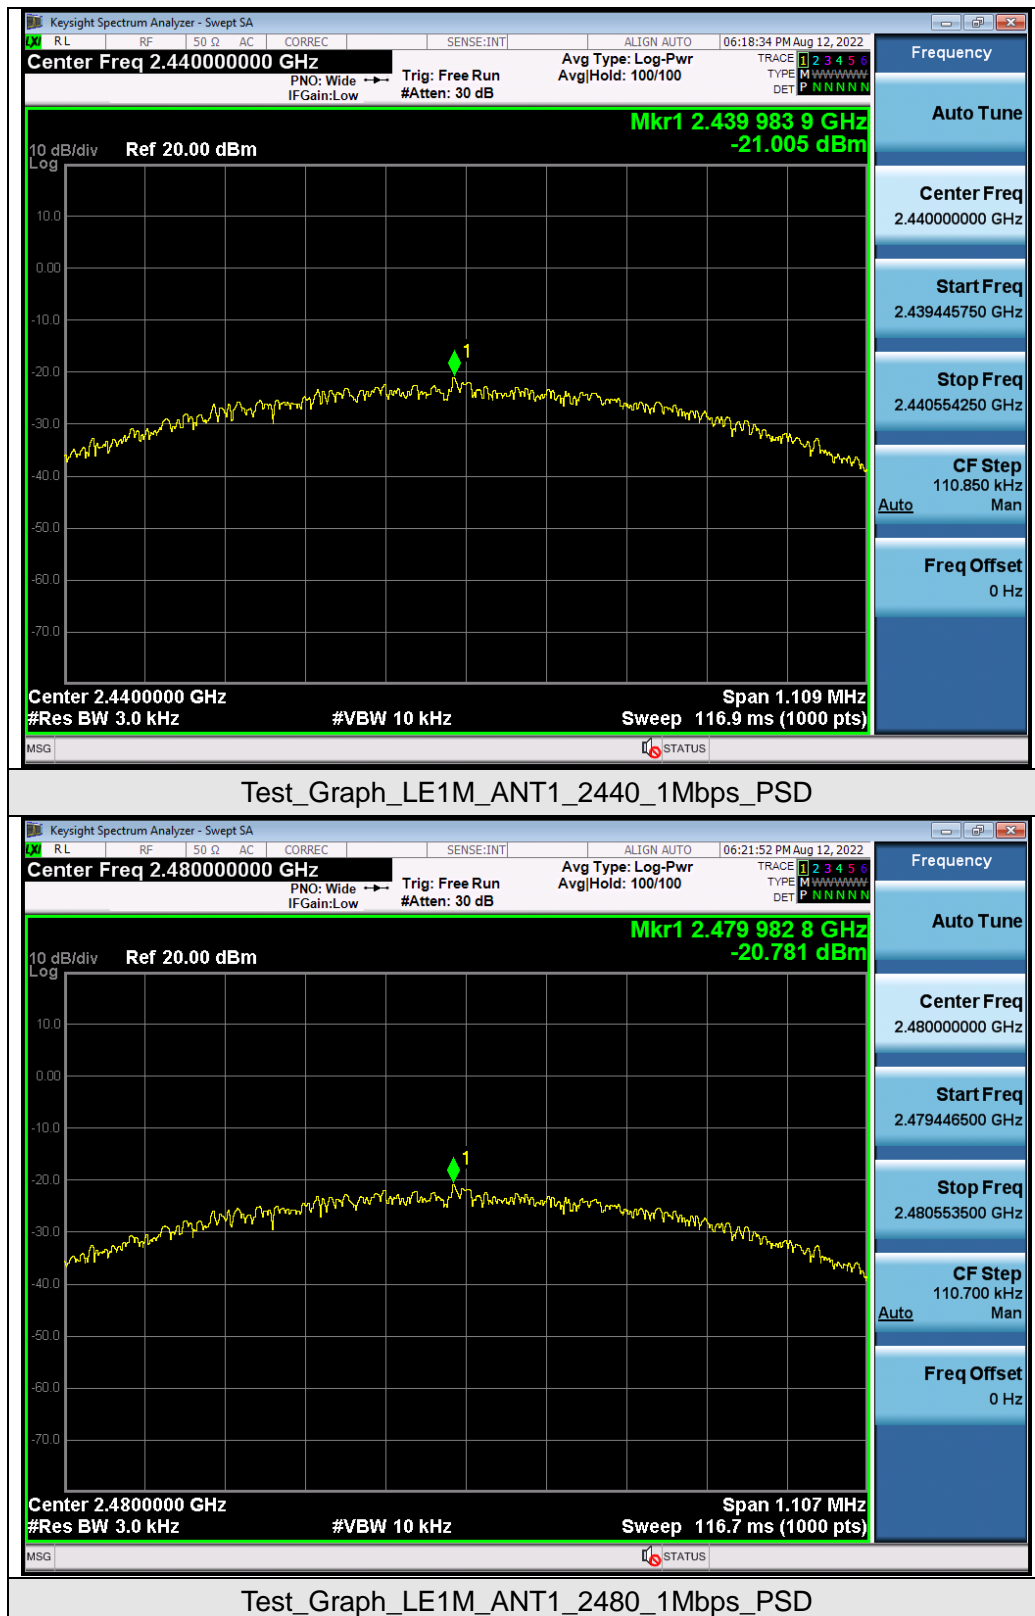 Keysight Spectrum Analyzer - Swept SA
LXI RL RF 50 Ω AC CORREC SENSE:INT ALIGN AUTO 06:18:34 PM Aug 12, 2022
Center Freq 2.440000000 GHz
PNO: Wide
IFGain:Low
Trig: Free Run
#Atten: 30 dB
Avg Type: Log-Pwr
Avg|Hold: 100/100
TRACE 1 2 3 4 5 6
TYPE M WWWWW
DET P N N N N N
Mkr1 2.439 983 9 GHz
-21.005 dBm
10 dB/div Ref 20.00 dBm
Log
10.0
0.00
-10.0
-20.0
-30.0
-40.0
-50.0
-60.0
-70.0
1
Center 2.4400000 GHz Span 1.109 MHz
#Res BW 3.0 kHz #VBW 10 kHz Sweep 116.9 ms (1000 pts)
MSG STATUS
Frequency
Auto Tune
Center Freq
2.440000000 GHz
Start Freq
2.439445750 GHz
Stop Freq
2.440554250 GHz
CF Step
110.850 kHz
Auto Man
Freq Offset
0 Hz
Test_Graph_LE1M_ANT1_2440_1Mbps_PSD
Keysight Spectrum Analyzer - Swept SA
LXI RL RF 50 Ω AC CORREC SENSE:INT ALIGN AUTO 06:21:52 PM Aug 12, 2022
Center Freq 2.480000000 GHz
PNO: Wide
IFGain:Low
Trig: Free Run
#Atten: 30 dB
Avg Type: Log-Pwr
Avg|Hold: 100/100
TRACE 1 2 3 4 5 6
TYPE M WWWWW
DET P N N N N N
Mkr1 2.479 982 8 GHz
-20.781 dBm
10 dB/div Ref 20.00 dBm
Log
10.0
0.00
-10.0
-20.0
-30.0
-40.0
-50.0
-60.0
-70.0
1
Center 2.4800000 GHz Span 1.107 MHz
#Res BW 3.0 kHz #VBW 10 kHz Sweep 116.7 ms (1000 pts)
MSG STATUS
Frequency
Auto Tune
Center Freq
2.480000000 GHz
Start Freq
2.479446500 GHz
Stop Freq
2.480553500 GHz
CF Step
110.700 kHz
Auto Man
Freq Offset
0 Hz
Test_Graph_LE1M_ANT1_2480_1Mbps_PSD